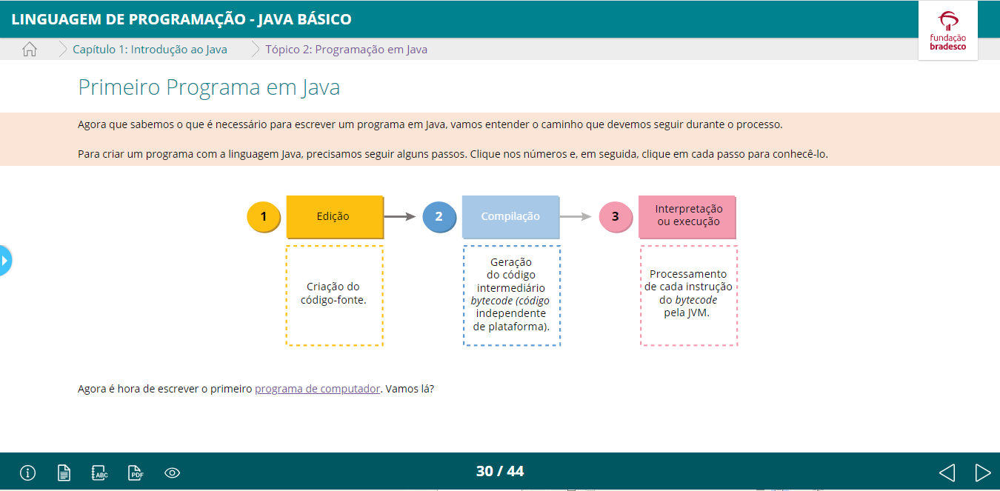 LINGUAGEM DE PROGRAMAÇÃO - JAVA BÁSICO
fundação
bradesco
Capítulo 1: Introdução ao Java
Tópico 2: Programação em Java
Primeiro Programa em Java
Agora que sabemos o que é necessário para escrever um programa em Java, vamos entender o caminho que devemos seguir durante o processo.
Para criar um programa com a linguagem Java, precisamos seguir alguns passos. Clique nos números e, em seguida, clique em cada passo para conhecê-lo.
1
Edição
Criação do
código-fonte.
2
Compilação
Geração
do código
intermediário
bytecode (código
independente
de plataforma).
3
Interpretação
ou execução
Processamento
de cada instrução
do bytecode
pela JVM.
Agora é hora de escrever o primeiro programa de computador. Vamos lá?
ABC
PDF
30 / 44